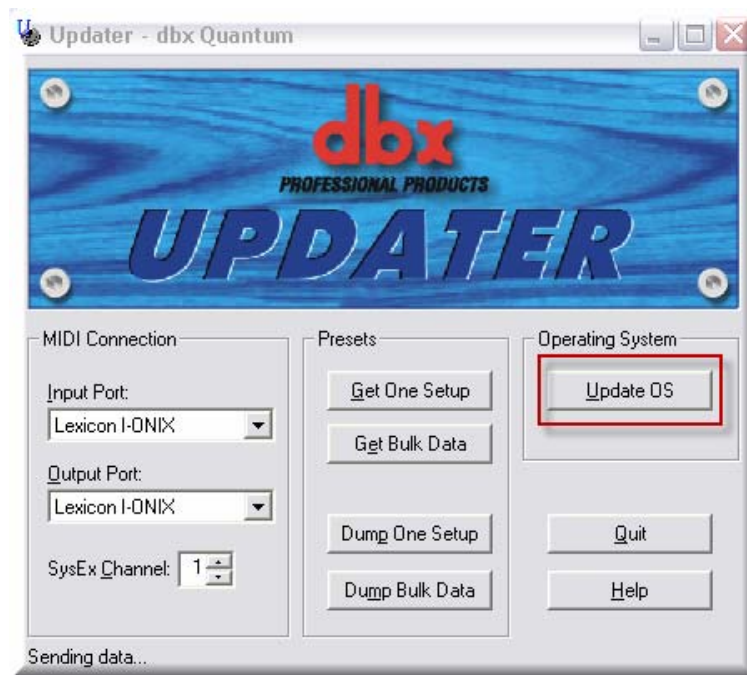 Updater - dbx Quantum
dbx
PROFESSIONAL PRODUCTS
UPDATER
MIDI Connection
Input Port:
Lexicon I-ONIX
Output Port:
Lexicon I-ONIX
SysEx Channel: 1
Presets
Get One Setup
Get Bulk Data
Dump One Setup
Dump Bulk Data
Operating System
Update OS
Quit
Help
Sending data...